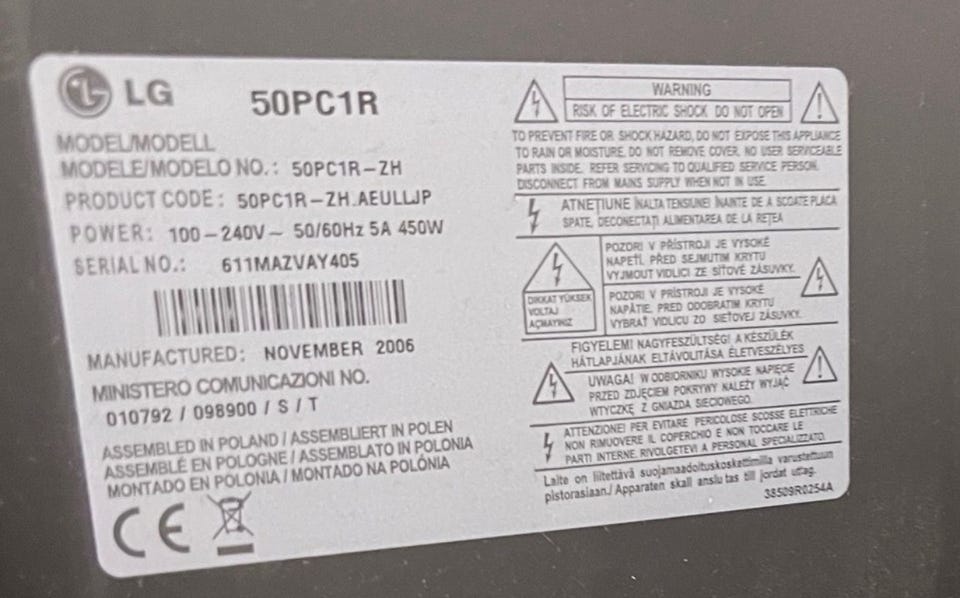 LG
50PC1R
MODEL/MODELL
MODELE/MODELO NO.: 50PC1R-ZH
PRODUCT CODE: 50PC1R-ZH.AEULLJP
POWER: 100-240V~ 50/60Hz 5A 450W
SERIAL NO.: 611MAZVAY405
MANUFACTURED: NOVEMBER 2006
MINISTERO COMUNICAZIONI NO.
010792 / 098900 / S / T
ASSEMBLED IN POLAND / ASSEMBLIERT IN POLEN
ASSEMBLÉ EN POLOGNE / ASSEMBLATO IN POLONIA
MONTADO EN POLONIA / MONTADO NA POLÓNIA
CE
WARNING
RISK OF ELECTRIC SHOCK DO NOT OPEN
TO PREVENT FIRE OR SHOCK HAZARD, DO NOT EXPOSE THIS APPLIANCE
TO RAIN OR MOISTURE. DO NOT REMOVE COVER. NO USER SERVICEABLE
PARTS INSIDE. REFER SERVICING TO QUALIFIED SERVICE PERSON.
DISCONNECT FROM MAINS SUPPLY WHEN NOT IN USE.
ATNEȚIUNE ÎNALTA TENSIUNE! ÎNAINTE DE A SCOATE PLACA
SPATE, DECONECTAȚI ALIMENTAREA DE LA REȚEA
DIKKAT YÜKSEK
VOLTAJ
AÇMAYINIZ
POZOR! V PŘÍSTROJI JE VYSOKÉ
NAPĚTÍ. PŘED SEJMUTIM KRYTU
VYJMOUT VIDLICI ZE SÍŤOVÉ ZÁSUVKY.
POZOR! V PRÍSTROJI JE VYSOKÉ
NAPÄTIE. PRED ODOBRATIM KRYTU
VYBRAŤ VIDLICU ZO SIEŤOVEJ ZÁSUVKY.
FIGYELEM! NAGYFESZÜLTSÉG! A KÉSZÜLÉK
HÁTLAPJÁNAK ELTÁVOLITÁSA ÉLETVESZÉLYES
UWAGA! W ODBIORNIKU WYSOKIE NAPIĘCIE
PRZED ZDJĘCIEM POKRYWY NALEŻY WYJĄĆ
WTYCZKĘ Z GNIAZDA SIECIOWEGO.
ATTENZIONE! PER EVITARE PERICOLOSE SCOSSE ELETTRICHE
NON RIMUOVERE IL COPERCHIO E NON TOCCARE LE
PARTI INTERNE. RIVOLGETEVI A PERSONAL SPECIALIZZATO.
Laite on liitettävä suojamaadoituskoskettimilla varustettuun
pistorasiaan./ Apparaten skall anslutas till jordat uttag.
38509R0254A